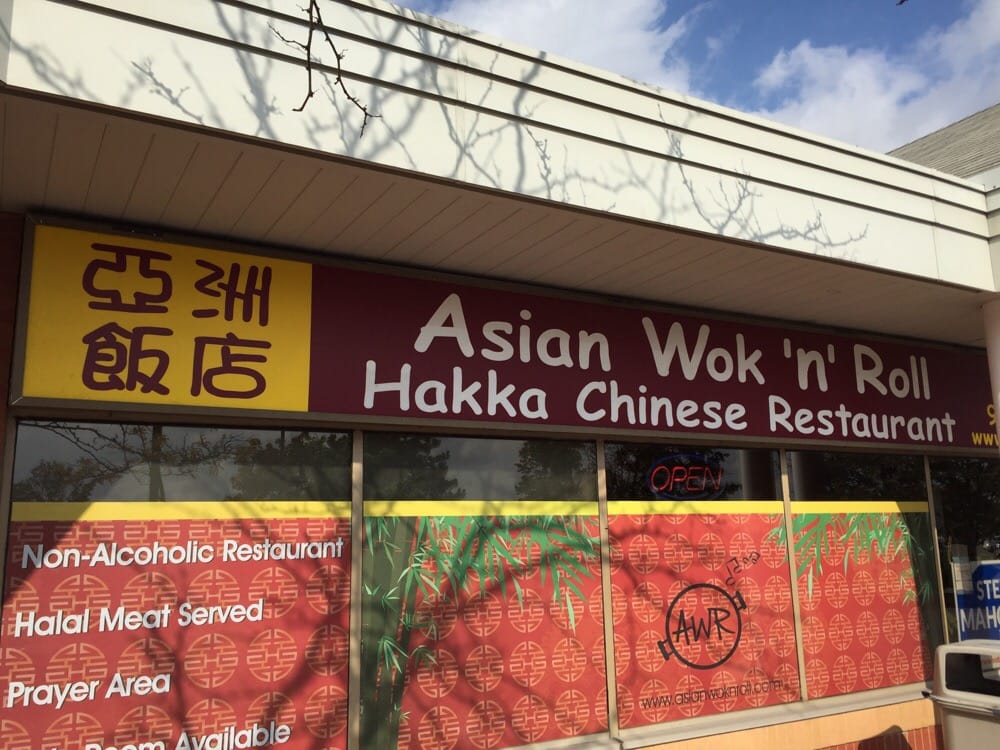 亞洲
飯店
Asian Wok 'n' Roll
Hakka Chinese Restaurant
OPEN
Non-Alcoholic Restaurant
Halal Meat Served
Prayer Area
Room Available
AWR
www.asianwoknroll.com